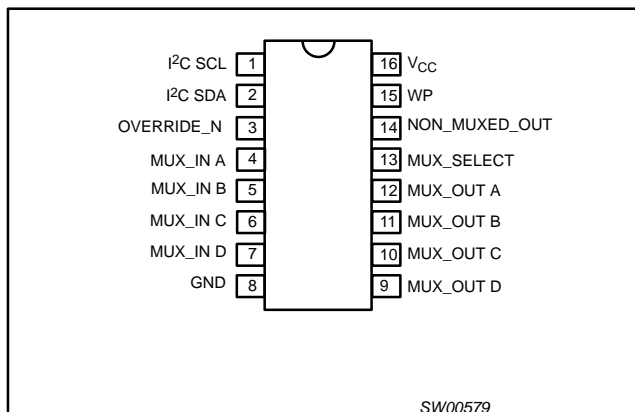 I²C SCL 1 16 VCC
I²C SDA 2 15 WP
OVERRIDE_N 3 14 NON_MUXED_OUT
MUX_IN A 4 13 MUX_SELECT
MUX_IN B 5 12 MUX_OUT A
MUX_IN C 6 11 MUX_OUT B
MUX_IN D 7 10 MUX_OUT C
GND 8 9 MUX_OUT D
SW00579